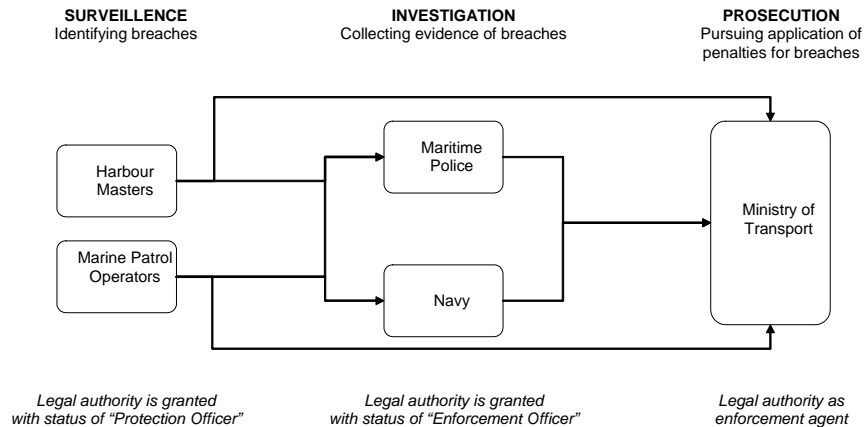 SURVEILLENCE
Identifying breaches
INVESTIGATION
Collecting evidence of breaches
PROSECUTION
Pursuing application of
penalties for breaches
Harbour
Masters
Marine Patrol
Operators
Maritime
Police
Navy
Ministry of
Transport
Legal authority is granted
with status of “Protection Officer”
Legal authority is granted
with status of “Enforcement Officer”
Legal authority as
enforcement agent